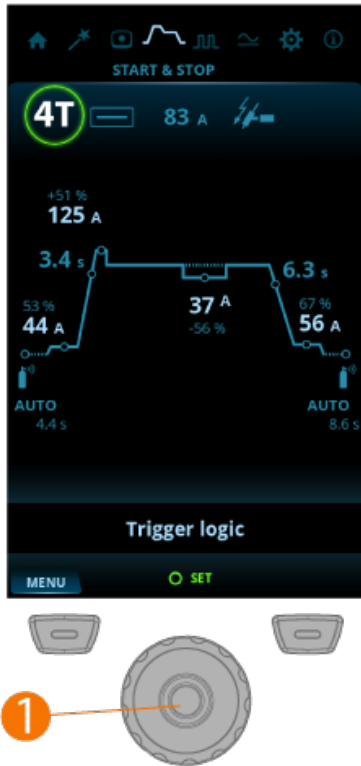 START & STOP
4T
83 A
+51 %
125 A
3.4 s
6.3 s
53 %
44 A
37 A
-56 %
67 %
56 A
AUTO
4.4 s
AUTO
8.6 s
Trigger logic
MENU
SET
1